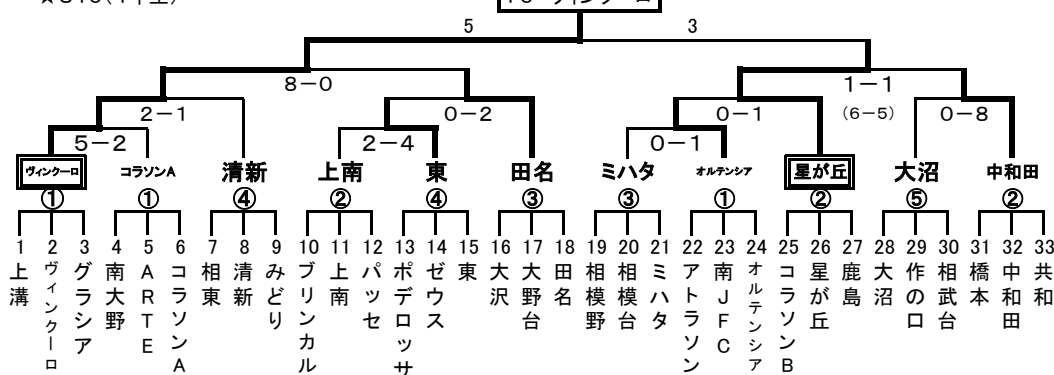 5 3
8-0 1-1
2-1 0-2 0-1 (6-5) 0-8
5-2 2-4 0-1
ヴィンクーロ コラソンA 清新 上南 東 田名 ミハタ オルテンシア 星が丘 大沼 中和田
① ① ④ ② ④ ③ ③ ① ② ⑤ ②
1 上溝
2 ヴィンクーロ
3 グラシア
4 南大野
5 ARTE
6 コラソンA
7 相東
8 清新
9 みどり
10 ブリンカル
11 上南
12 パッセ
13 ポデロッサ
14 ゼウス
15 東
16 大沢
17 大野台
18 田名
19 相模野
20 相模台
21 ミハタ
22 アトラソン
23 南JFC
24 オルテンシア
25 コラソンB
26 星が丘
27 鹿島
28 大沼
29 作の口
30 相武台
31 橋本
32 中和田
33 共和